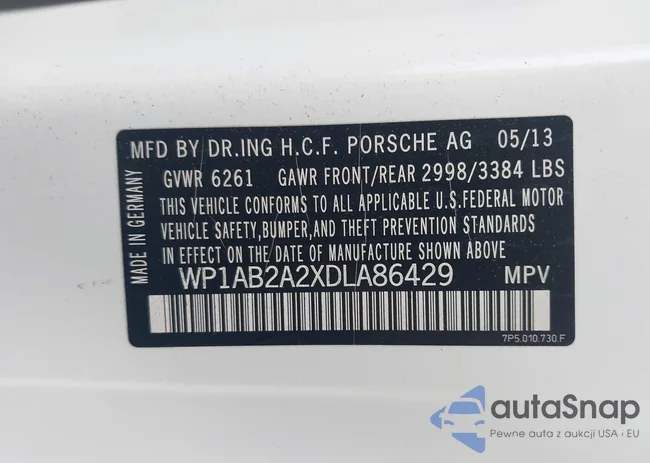 MFD BY DR.ING H.C.F. PORSCHE AG 05/13
GVWR 6261 GAWR FRONT/REAR 2998/3384 LBS
THIS VEHICLE CONFORMS TO ALL APPLICABLE U.S.FEDERAL MOTOR
VEHICLE SAFETY,BUMPER,AND THEFT PREVENTION STANDARDS
IN EFFECT ON THE DATE OF MANUFACTURE SHOWN ABOVE
WP1AB2A2XDLA86429 MPV
7P5.010.730.F
MADE IN GERMANY
autoSnap
Pewne auta z aukcji USA i EU